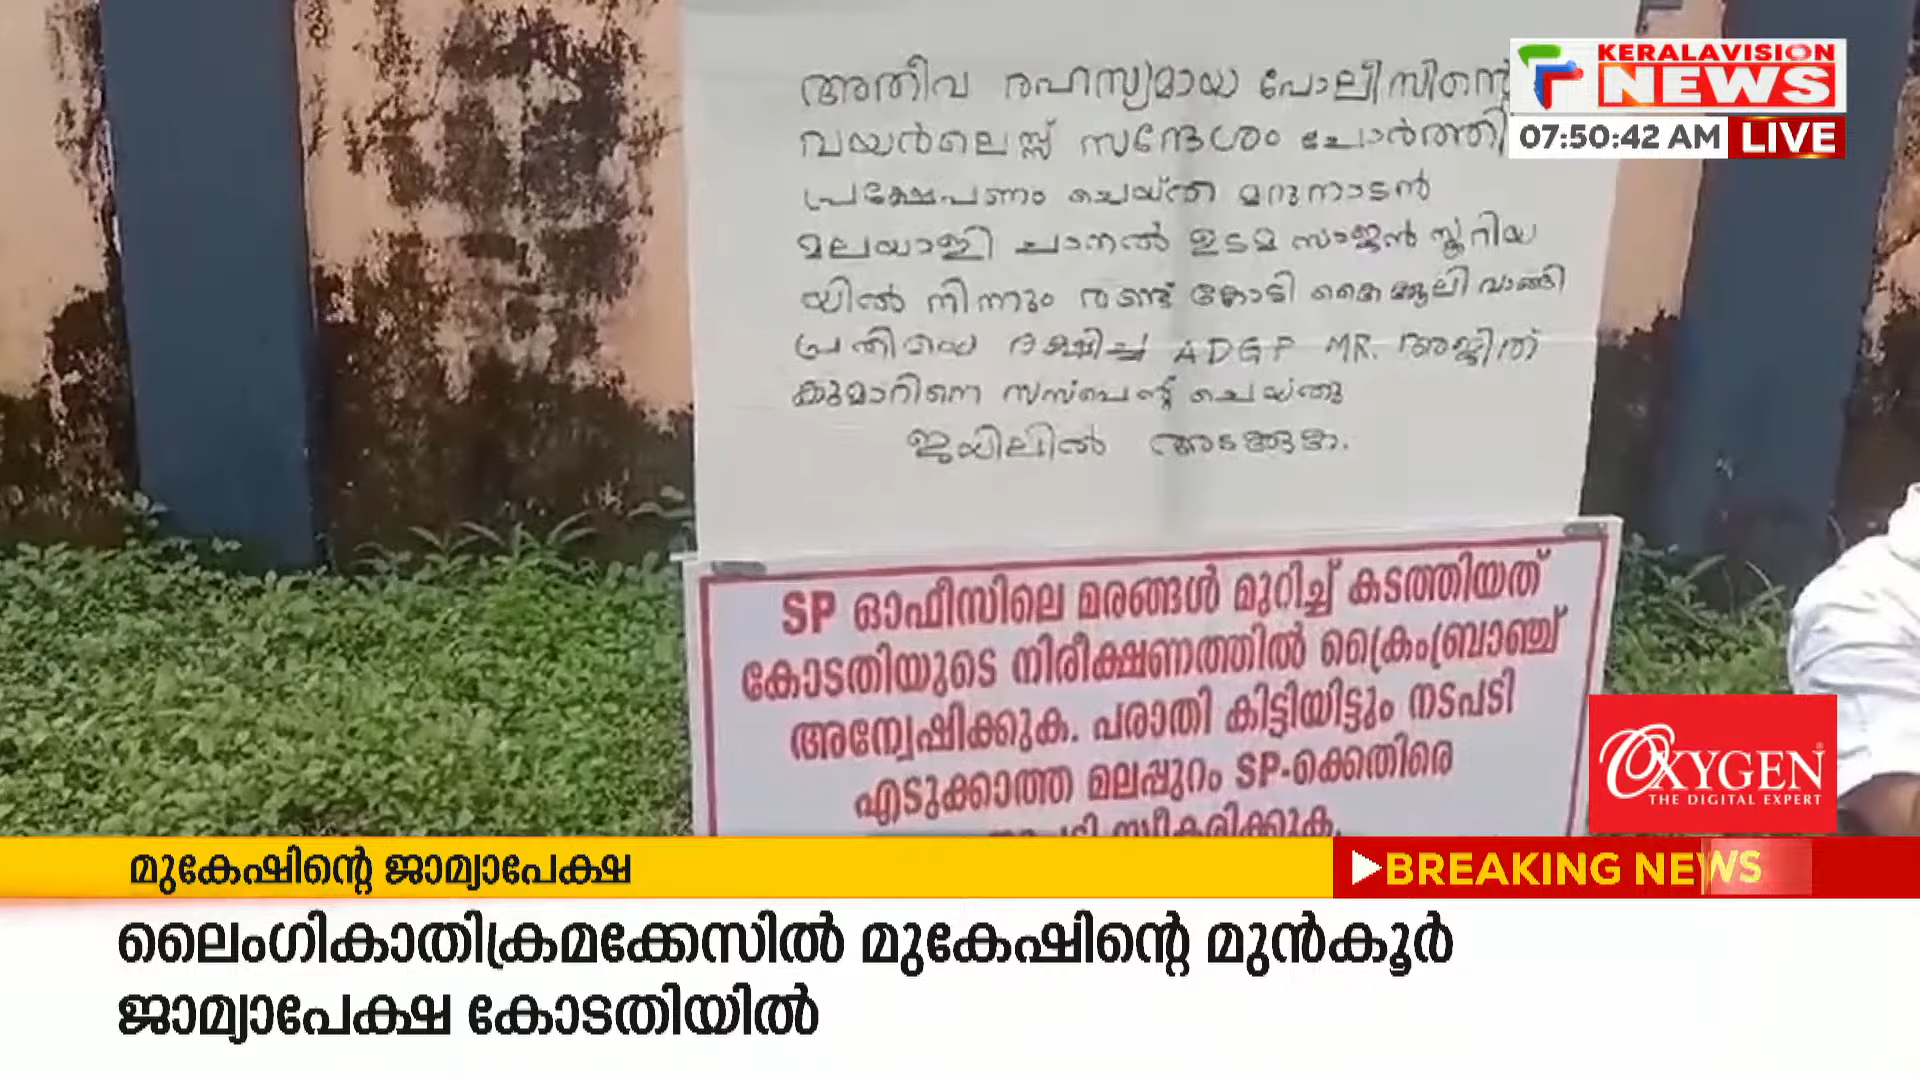 അതീവ രഹസ്യമായ പോലീസിന്റെ
വയർലെസ്സ് സന്ദേശം ചോർത്തി
പ്രക്ഷേപണം ചെയ്ത മറുനാടൻ
മലയാളി ചാനൽ ഉടമ സാജൻ സ്കറിയ
യിൽ നിന്നും രണ്ട് കോടി കൈക്കൂലി വാങ്ങി
പ്രതിയെ രക്ഷിച്ച ADGP MR. അജിത്
കുമാറിനെ സസ്പെന്റ് ചെയ്തു
ജയിലിൽ അടക്കുക.
KERALAVISION
NEWS
07:50:42 AM LIVE
SP ഓഫീസിലെ മരങ്ങൾ മുറിച്ച് കടത്തിയത്
കോടതിയുടെ നിരീക്ഷണത്തിൽ ക്രൈംബ്രാഞ്ച്
അന്വേഷിക്കുക. പരാതി കിട്ടിയിട്ടും നടപടി
എടുക്കാത്ത മലപ്പുറം SP-ക്കെതിരെ
സ്വീകരിക്കുക.
OXYGEN
THE DIGITAL EXPERT
മുകേഷിന്റെ ജാമ്യാപേക്ഷ
BREAKING NEWS
ലൈംഗികാതിക്രമക്കേസിൽ മുകേഷിന്റെ മുൻകൂർ
ജാമ്യാപേക്ഷ കോടതിയിൽ